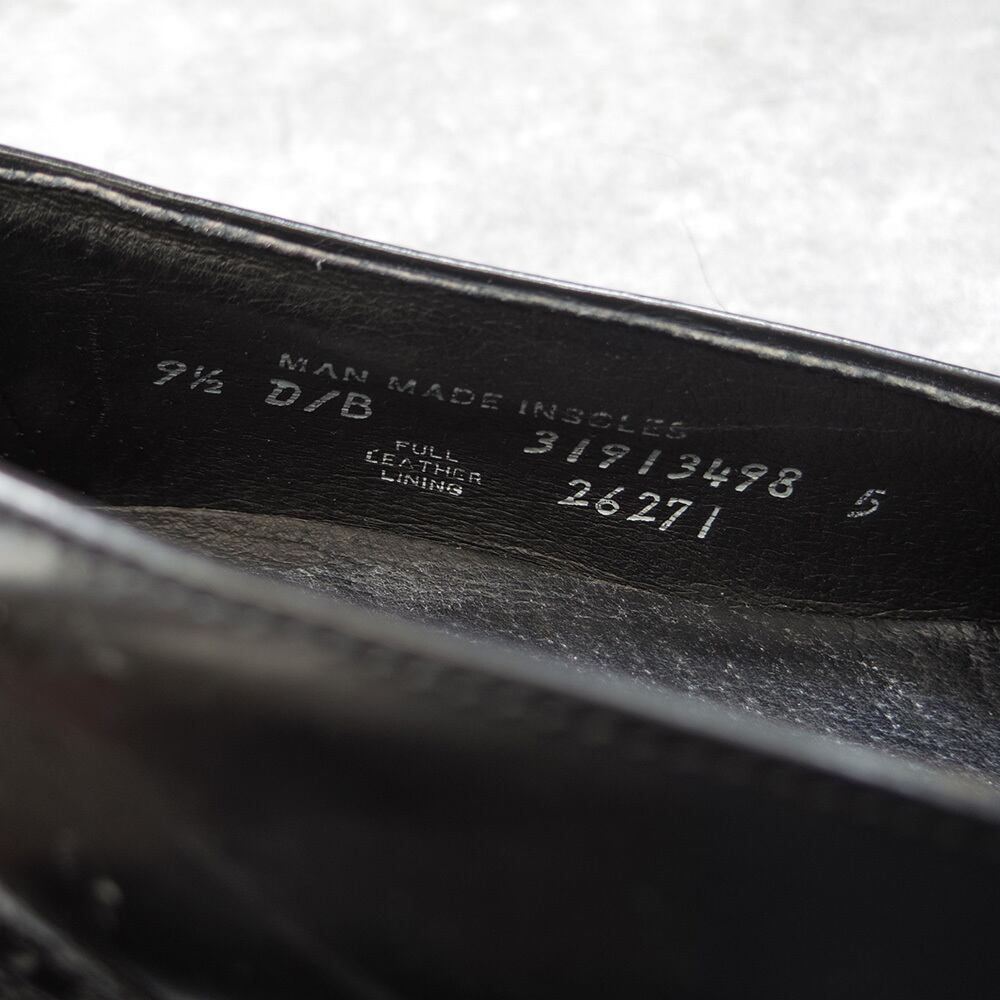 MAN MADE INSOLES
9½ D/B 31913498 5
FULL
LEATHER
LINING
26271